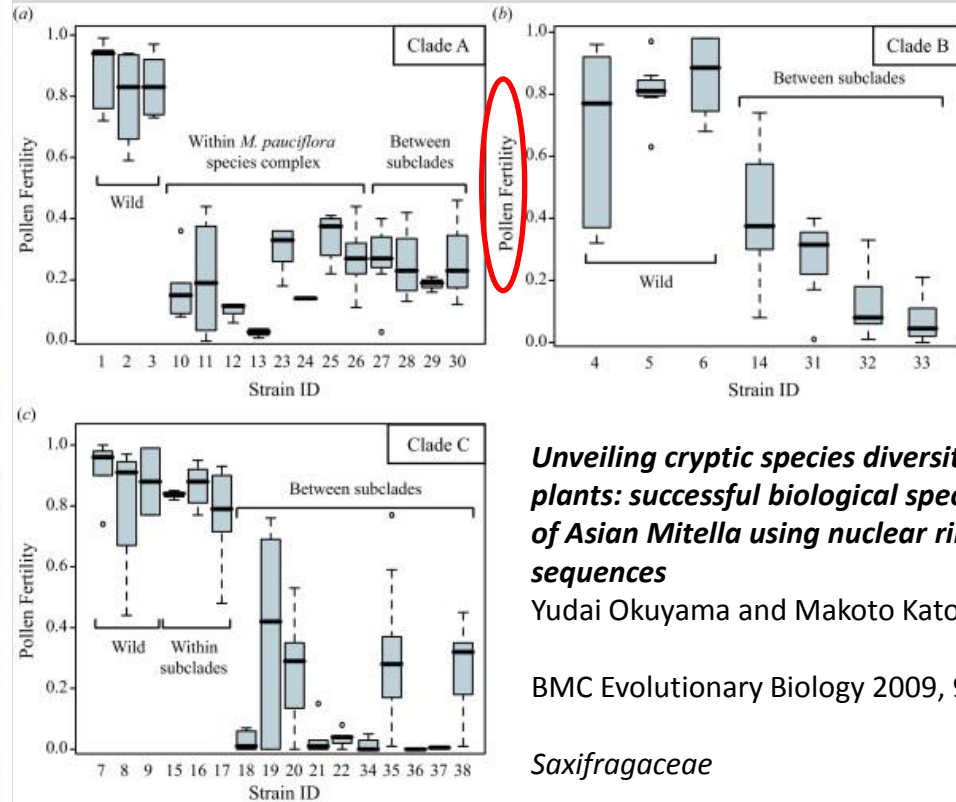 (a)
1.0
0.8
0.6
0.4
0.2
0.0
Pollen Fertility
Clade A
Within M. pauciflora
species complex
Between
subclades
Wild
1 2 3 10 11 12 13 23 24 25 26 27 28 29 30
Strain ID
(b)
1.0
0.8
0.6
0.4
0.2
0.0
Pollen Fertility
Clade B
Between subclades
Wild
4 5 6 14 31 32 33
Strain ID
(c)
1.0
0.8
0.6
0.4
0.2
0.0
Pollen Fertility
Clade C
Between subclades
Wild
Within
subclades
7 8 9 15 16 17 18 19 20 21 22 34 35 36 37 38
Strain ID
Unveiling cryptic species
plants: successful biological
of Asian Mitella using nuclear
sequences
Yudai Okuyama and Makoto Kato
BMC Evolutionary Biology 2009,
Saxifragaceae